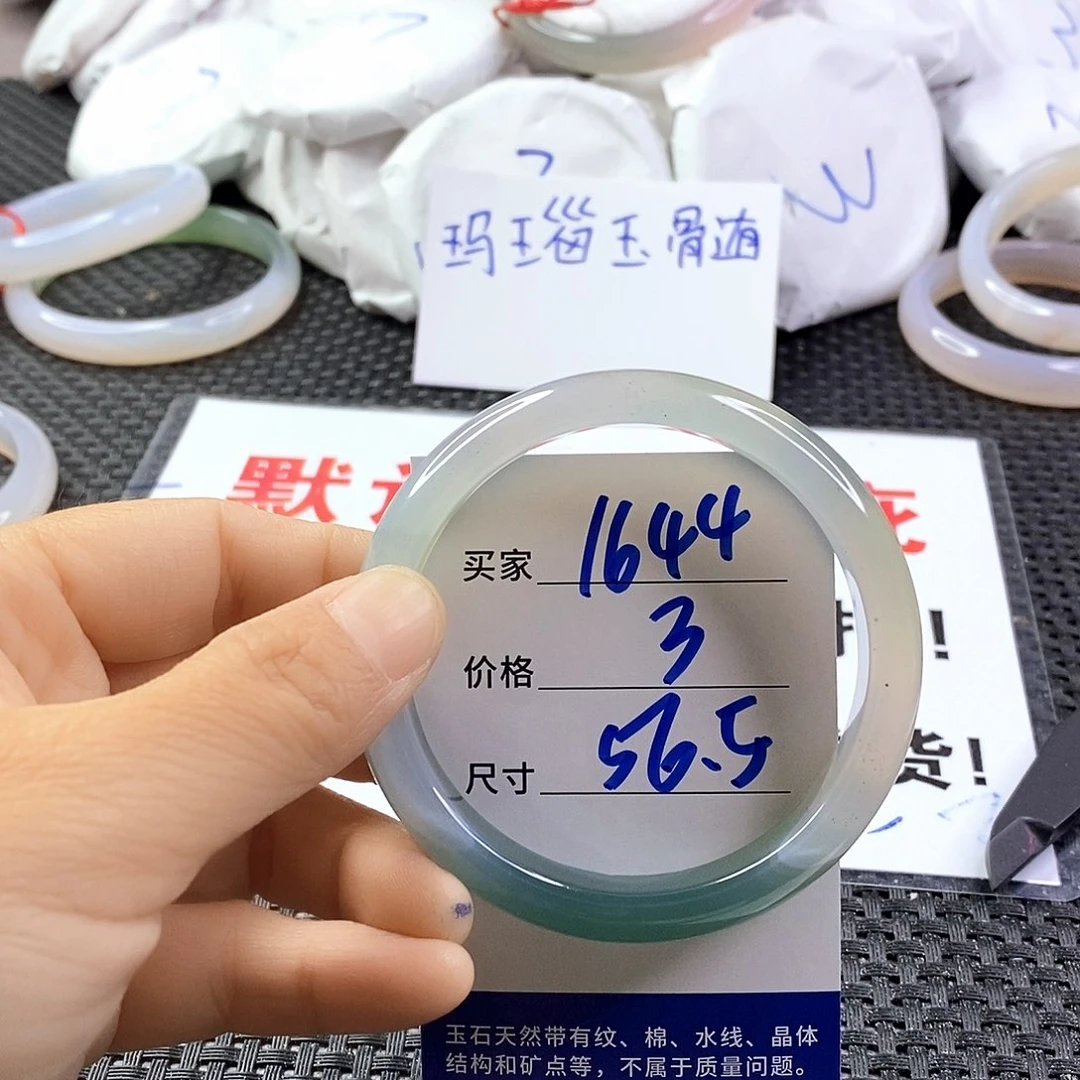 玛瑙玉骨髓
默
买家 1644
价格 3
尺寸 56.5
!
货!
玉石天然带有纹、棉、水线、晶体
结构和矿点等，不属于质量问题。